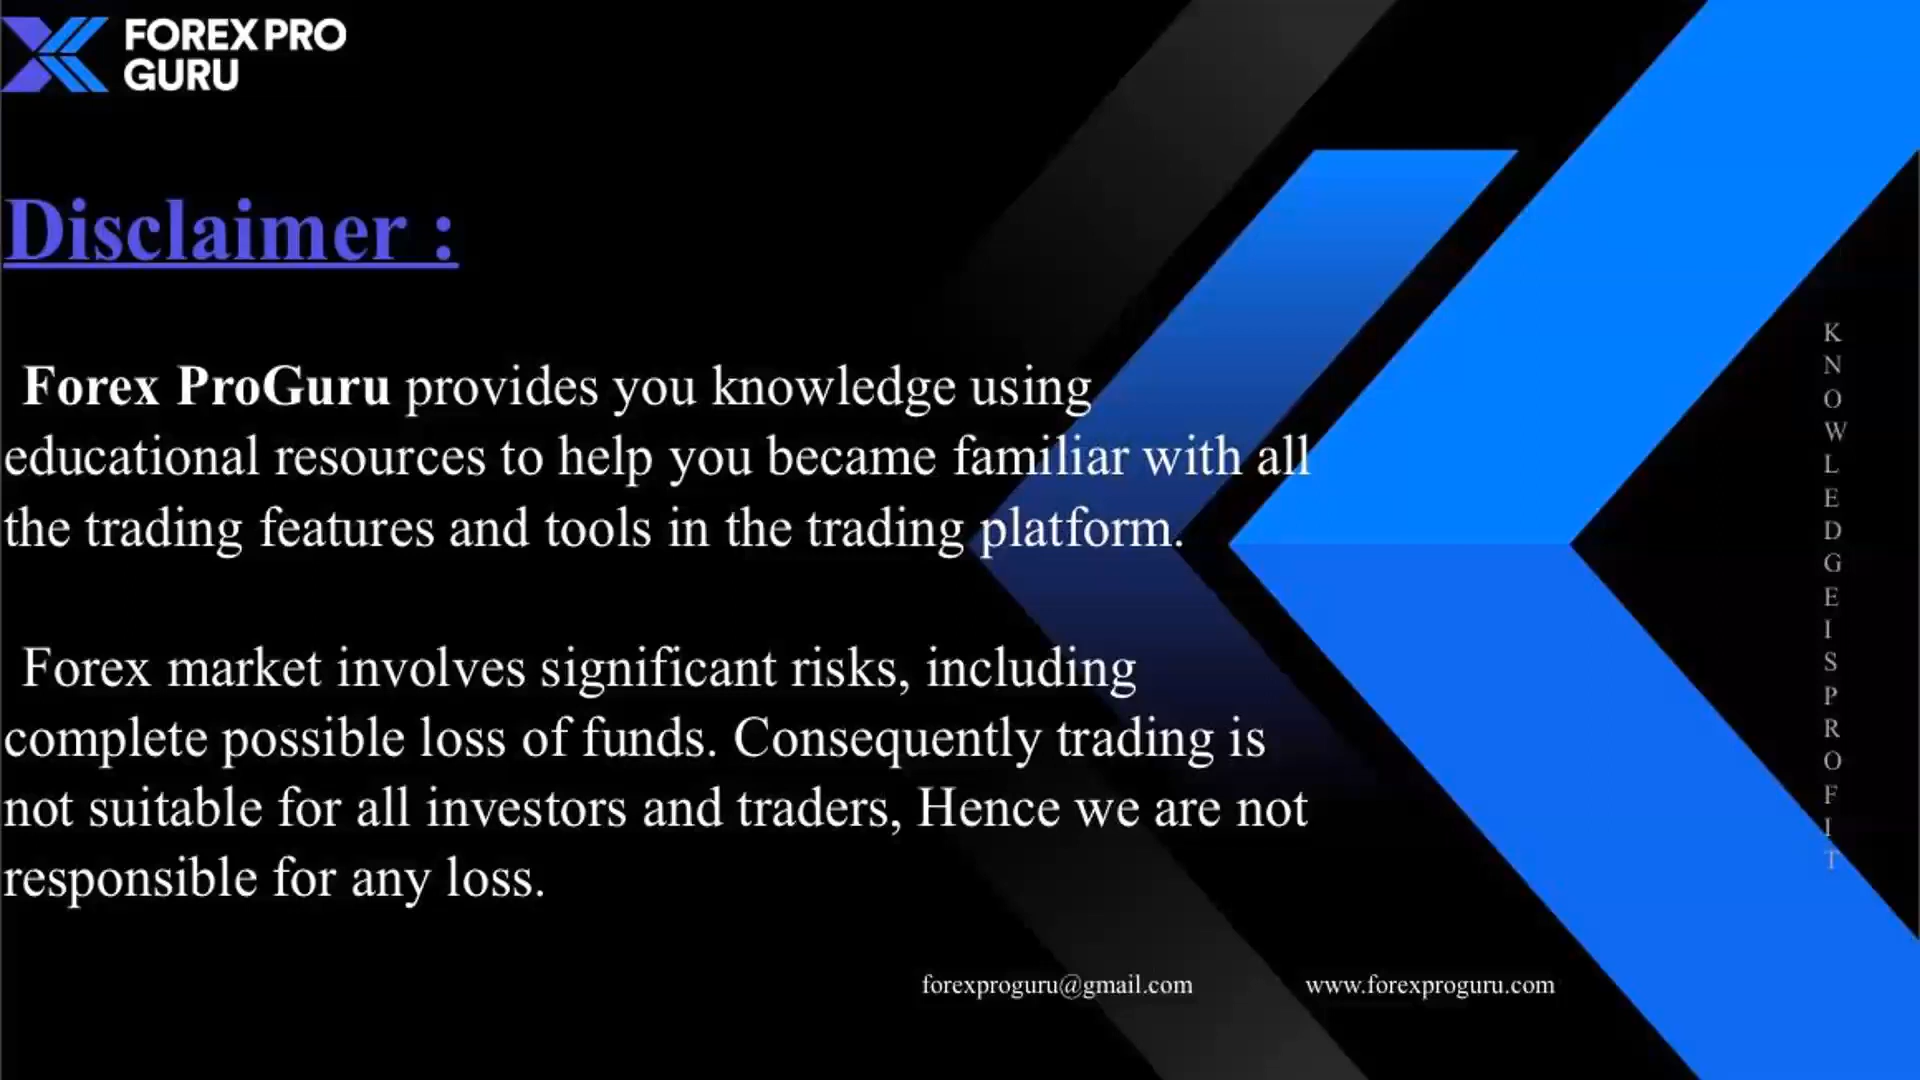 FOREX PRO
GURU
Disclaimer :
Forex ProGuru provides you knowledge using
educational resources to help you became familiar with all
the trading features and tools in the trading platform.
Forex market involves significant risks, including
complete possible loss of funds. Consequently trading is
not suitable for all investors and traders, Hence we are not
responsible for any loss.
forexproguru@gmail.com
www.forexproguru.com
K
N
O
W
L
E
D
G
E
I
S
P
R
O
F
I
T